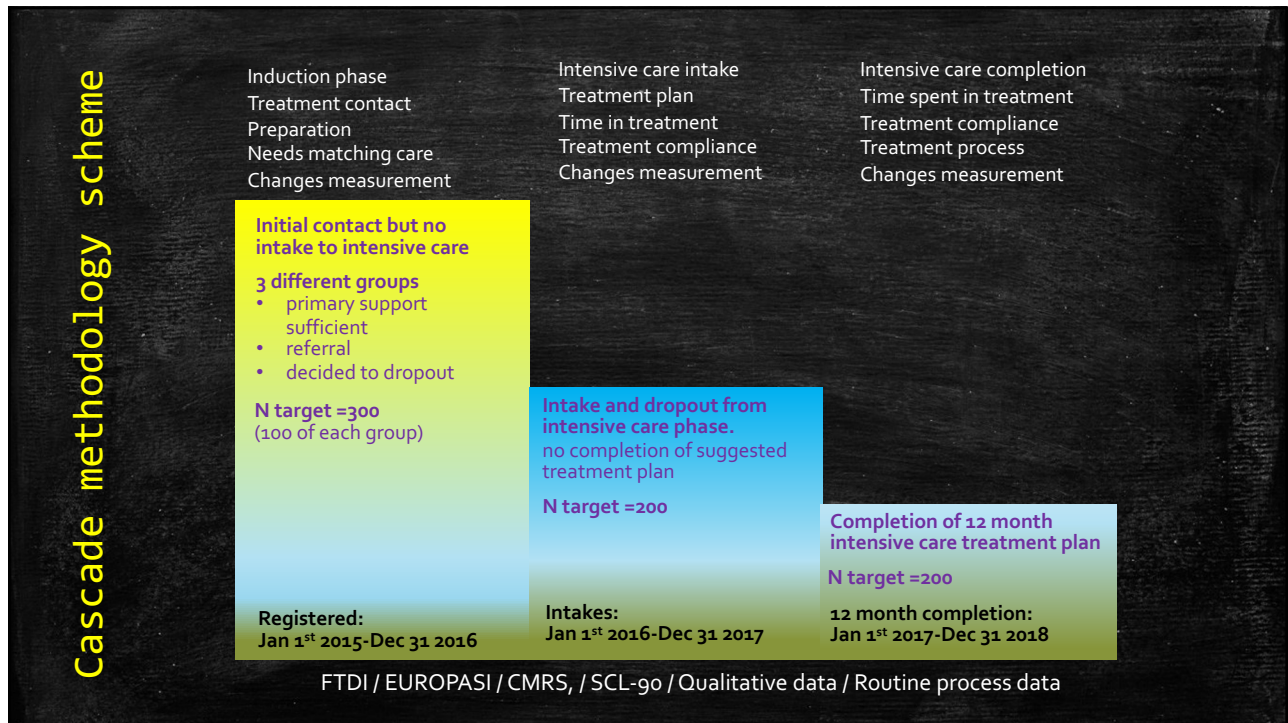 Cascade methodology scheme
Induction phase
Treatment contact
Preparation
Needs matching care
Changes measurement
Intensive care intake
Treatment plan
Time in treatment
Treatment compliance
Changes measurement
Intensive care completion
Time spent in treatment
Treatment compliance
Treatment process
Changes measurement
Initial contact but no
intake to intensive care
3 different groups
• primary support
sufficient
• referral
• decided to dropout
N target =300
(100 of each group)
Registered:
Jan 1st 2015-Dec 31 2016
Intake and dropout from
intensive care phase.
no completion of suggested
treatment plan
N target =200
Intakes:
Jan 1st 2016-Dec 31 2017
Completion of 12 month
intensive care treatment plan
N target =200
12 month completion:
Jan 1st 2017-Dec 31 2018
FTDI / EUROPASI / CMRS, / SCL-90 / Qualitative data / Routine process data